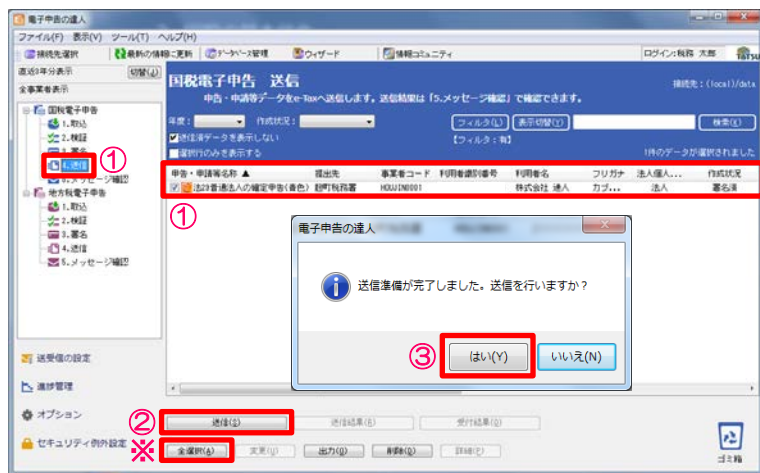 電子申告の達人
ファイル(F) 表示(V) ツール(T) ヘルプ(H)
接続先選択 最新の情報に更新 データベース管理 ウィザード 情報コミュニティ ログイン:税務 太郎 TATSU
直近3年分表示 切替(J)
全事業者表示
国税電子申告 送信
接続先:(local)/data
申告・申請等データをe-Taxへ送信します。送信結果は「5.メッセージ確認」で確認できます。
年度: 作成状況: フィルタ(L) 表示切替(Y) 検索(K)
送信済データを表示しない 【フィルタ:有】
選択行のみを表示する 1件のデータが選択されました
国税電子申告
1.取込
2.検証
3.署名
4.送信
①
5.メッセージ確認
地方税電子申告
1.取込
2.検証
3.署名
4.送信
5.メッセージ確認
申告・申請等名称 ▲ 提出先 事業者コード 利用者識別番号 利用者名 フリガナ 法人個人... 作成状況
法23普通法人の確定申告(青色) 麹町税務署 HOUJIN0001 株式会社 達人 カブ... 法人 署名済
①
電子申告の達人
送信準備が完了しました。送信を行いますか?
③ はい(Y) いいえ(N)
送受信の設定
進捗管理
オプション
セキュリティ例外設定
② 送信(S) 送信結果(R) 受付結果(Q)
※ 全選択(A) 変更(U) 出力(O) 削除(D) 詳細(P)
ゴミ箱